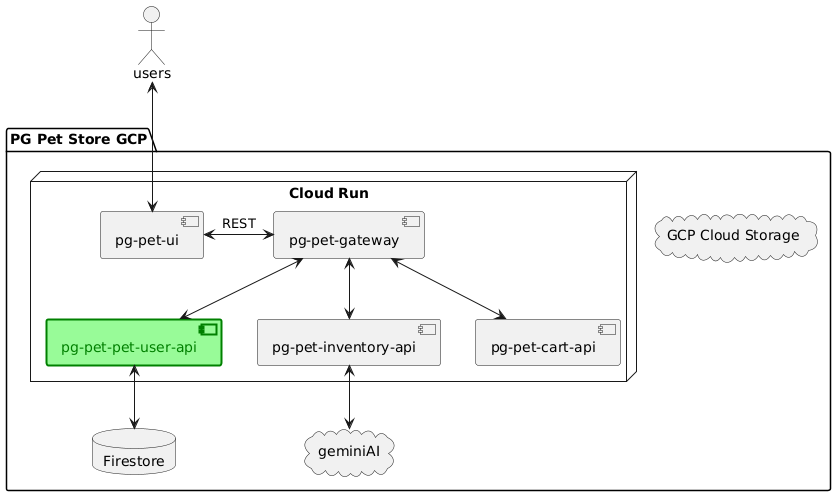 users
PG Pet Store GCP
Cloud Run
pg-pet-ui
REST
pg-pet-gateway
GCP Cloud Storage
pg-pet-pet-user-api
pg-pet-inventory-api
pg-pet-cart-api
Firestore
geminiAI